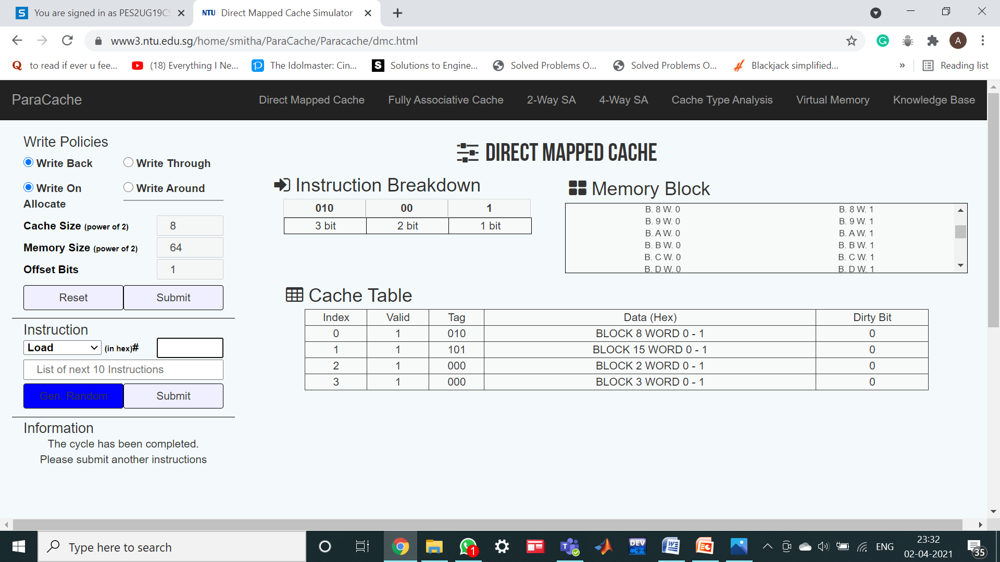 You are signed in as PES2UG19CS
NTU Direct Mapped Cache Simulator
www3.ntu.edu.sg/home/smitha/ParaCache/Paracache/dmc.html
A
to read if ever u fee... (18) Everything I Ne... The Idolmaster: Cin... Solutions to Engine... Solved Problems O... Solved Problems O... Blackjack simplified... » Reading list
ParaCache Direct Mapped Cache Fully Associative Cache 2-Way SA 4-Way SA Cache Type Analysis Virtual Memory Knowledge Base
Write Policies
Write Back Write Through
Write On Allocate Write Around
Cache Size (power of 2) 8
Memory Size (power of 2) 64
Offset Bits 1
Reset Submit
Instruction
Load (in hex)#
List of next 10 Instructions
Gen. Random Submit
Information
The cycle has been completed.
Please submit another instructions
DIRECT MAPPED CACHE
Instruction Breakdown
010 00 1
3 bit 2 bit 1 bit
Memory Block
B. 8 W. 0 B. 8 W. 1
B. 9 W. 0 B. 9 W. 1
B. A W. 0 B. A W. 1
B. B W. 0 B. B W. 1
B. C W. 0 B. C W. 1
B. D W. 0 B. D W. 1
Cache Table
Index Valid Tag Data (Hex) Dirty Bit
0 1 010 BLOCK 8 WORD 0 - 1 0
1 1 101 BLOCK 15 WORD 0 - 1 0
2 1 000 BLOCK 2 WORD 0 - 1 0
3 1 000 BLOCK 3 WORD 0 - 1 0
Type here to search
1
DEV C++
ENG
23:32
02-04-2021
35